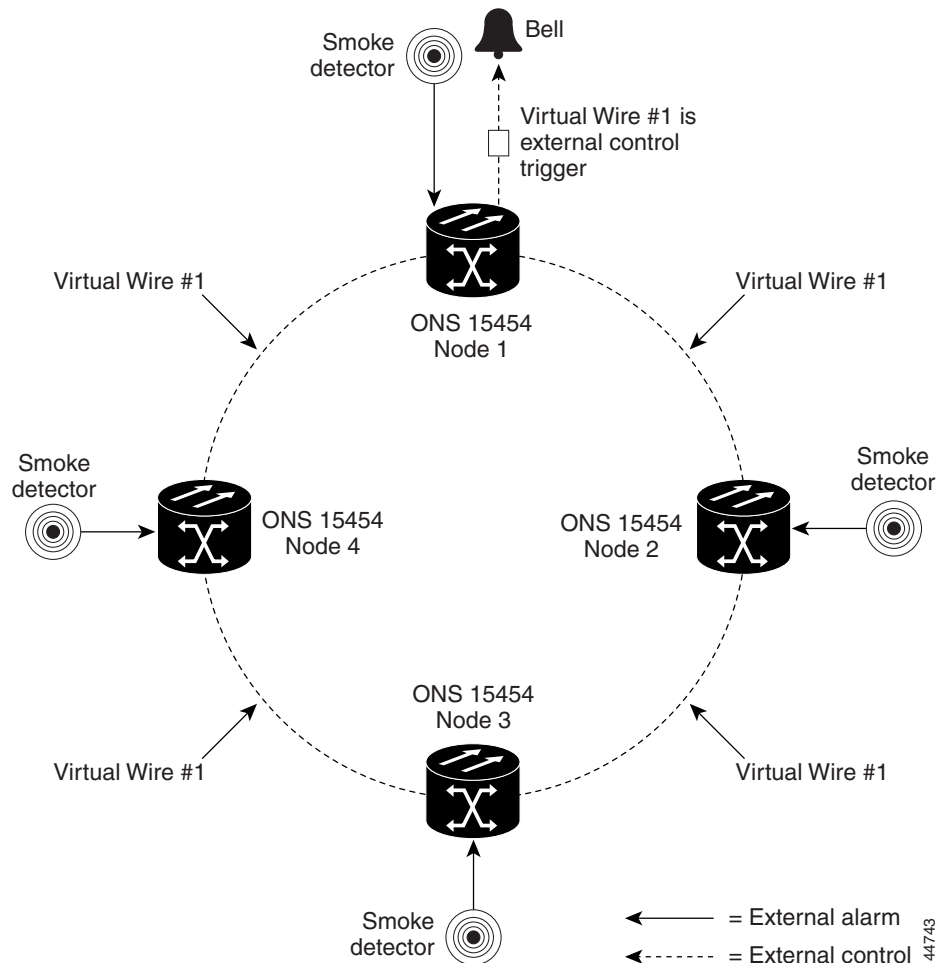 Smoke
detector
Bell
Virtual Wire #1 is
external control
trigger
Virtual Wire #1
Virtual Wire #1
ONS 15454
Node 1
Smoke
detector
ONS 15454
Node 4
ONS 15454
Node 2
Smoke
detector
ONS 15454
Node 3
Virtual Wire #1
Virtual Wire #1
Smoke
detector
= External alarm
= External control
44743